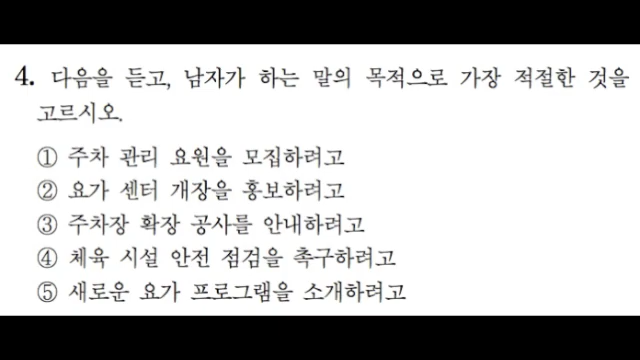 4. 다음을 듣고, 남자가 하는 말의 목적으로 가장 적절한 것을
고르시오.
① 주차 관리 요원을 모집하려고
② 요가 센터 개장을 홍보하려고
③ 주차장 확장 공사를 안내하려고
④ 체육 시설 안전 점검을 촉구하려고
⑤ 새로운 요가 프로그램을 소개하려고